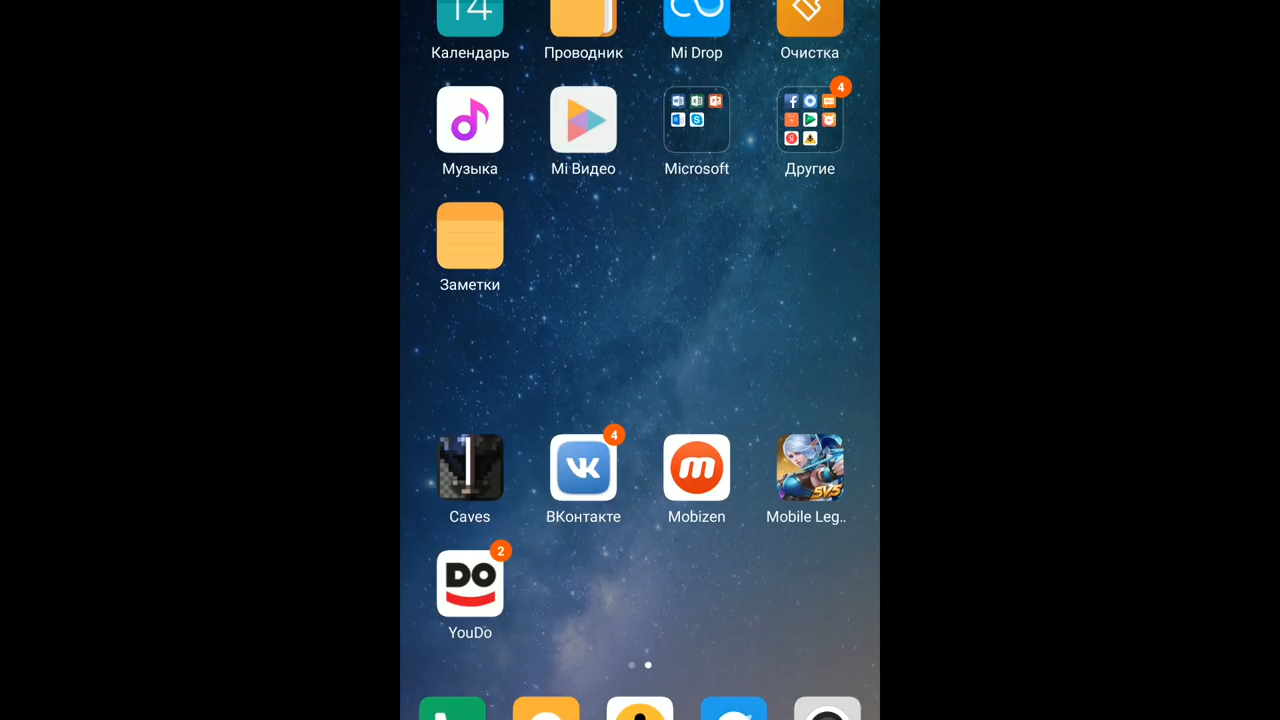 14
Календарь
Проводник
Mi Drop
Очистка
4
Музыка
Mi Видео
Microsoft
Другие
Заметки
4
5V5
Caves
ВКонтакте
Mobizen
Mobile Leg..
2
DO
YouDo